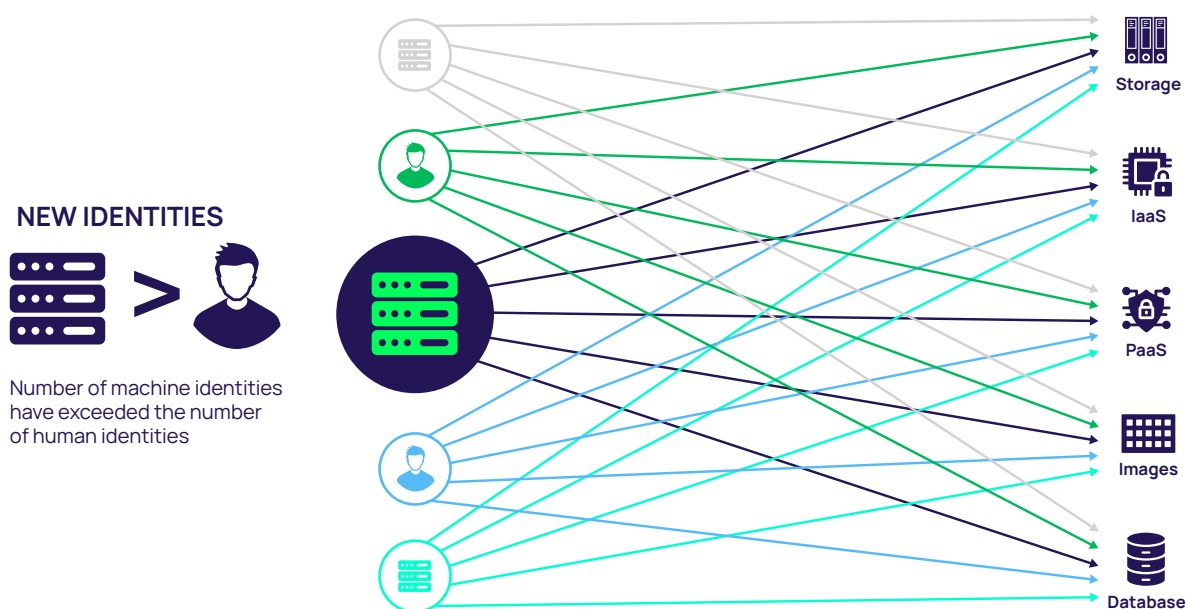 NEW IDENTITIES
>
Number of machine identities
have exceeded the number
of human identities
Storage
IaaS
PaaS
Images
Database